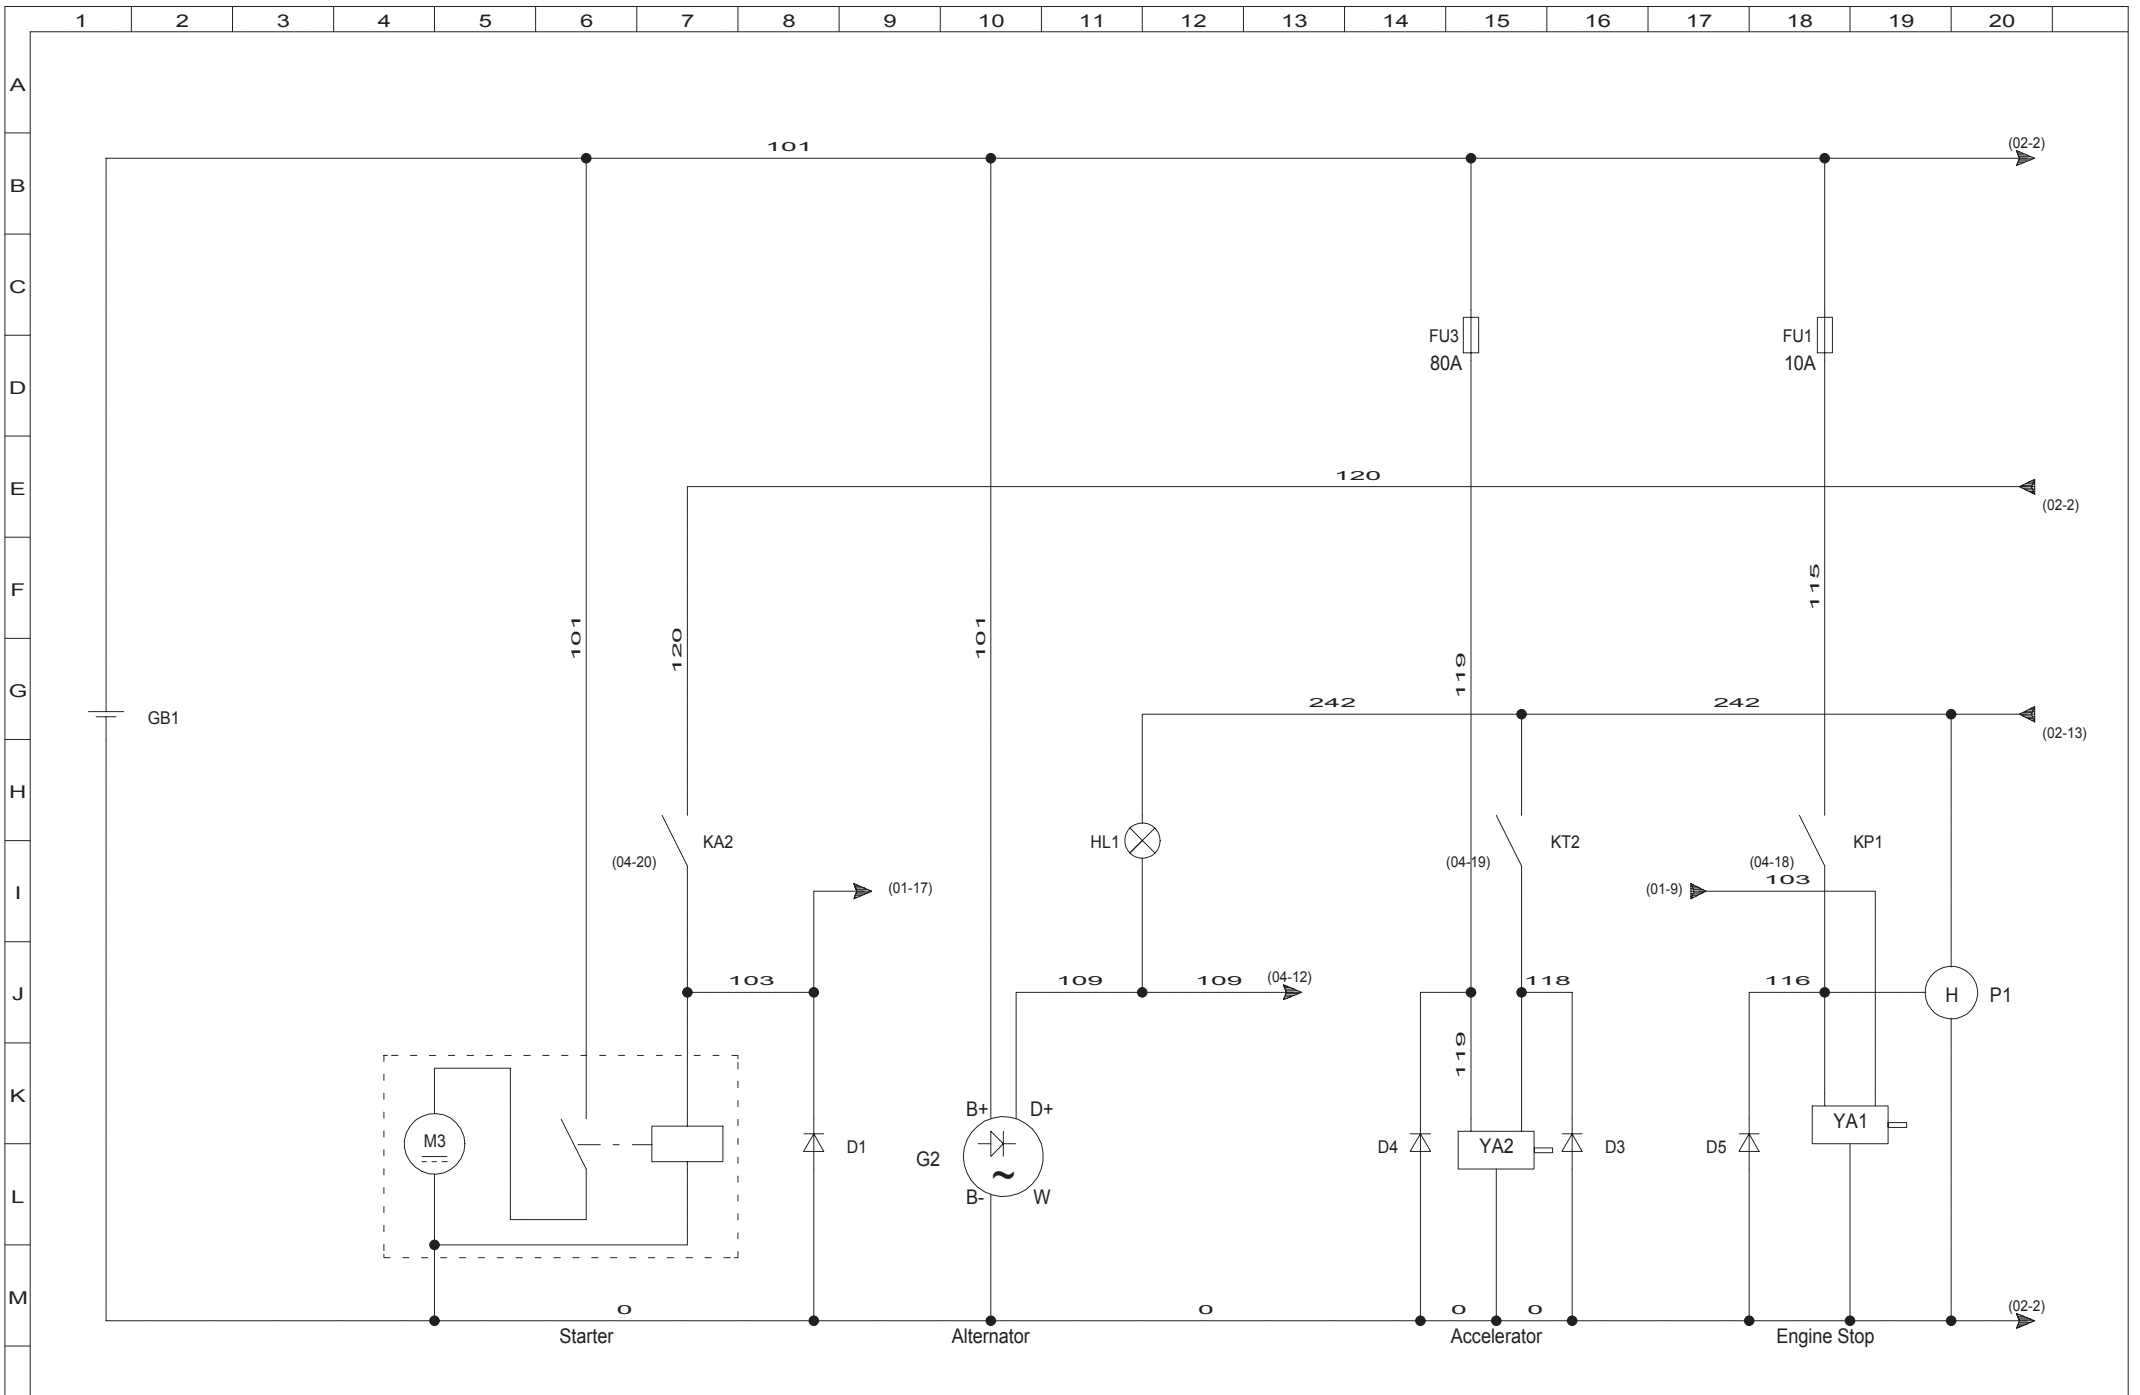 1 2 3 4 5 6 7 8 9 10 11 12 13 14 15 16 17 18 19 20
A
101 (02-2)
B
C
FU3 FU1
80A 10A
D
120
E
(02-2)
115
F
101 120 101
119
G
242 242
GB1
(02-13)
H
HL1 KA2 KT2 KP1
(04-20) (04-19) (04-18)
103
I
(01-17) (01-9)
103 109 109 (04-12) 118 116
J
H P1
119
K
B+ D+
YA1
M3 D1 D4 YA2 D3 D5
G2
L
B- W
M
0 0 0 0 (02-2)
Starter Alternator Accelerator Engine Stop